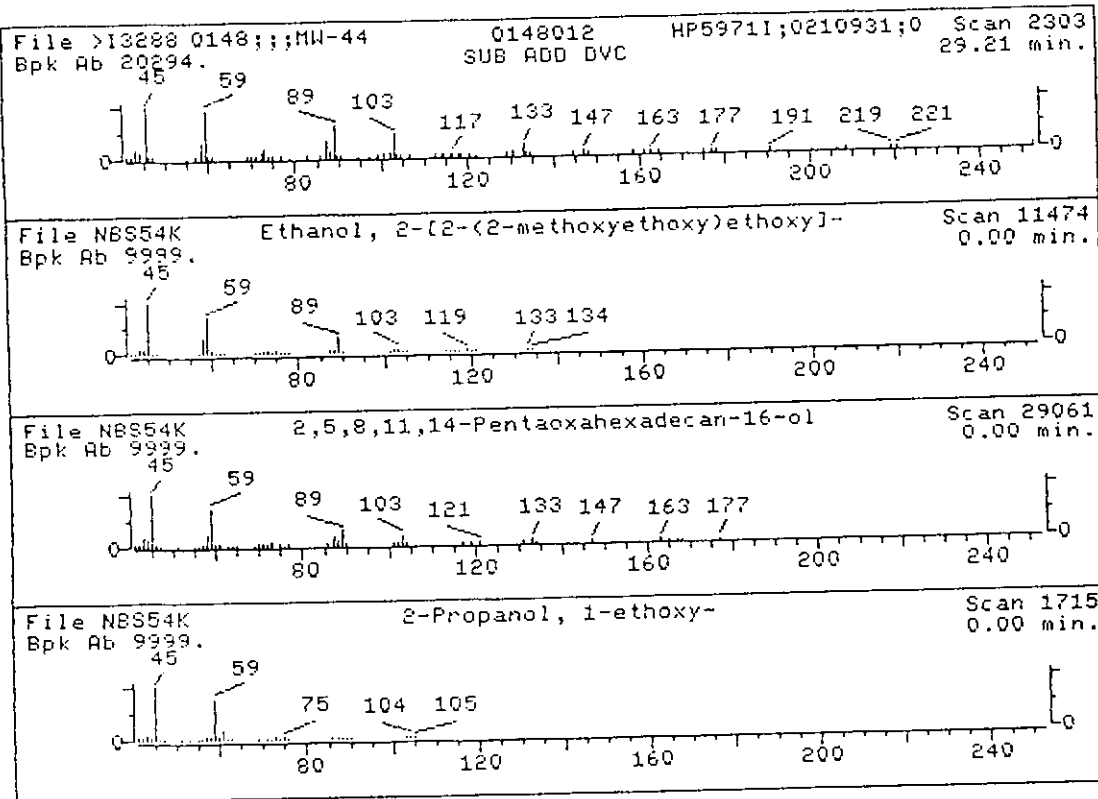 File >I3288 0148;;;MW-44 0148012 HP5971I;0210931;0 Scan 2303
Bpk Ab 20294. SUB ADD DVC 29.21 min.
45 59 89 103 117 133 147 163 177 191 219 221
0 0
80 120 160 200 240
File NBS54K Ethanol, 2-[2-(2-methoxyethoxy)ethoxy]- Scan 11474
Bpk Ab 9999. 0.00 min.
45 59 89 103 119 133 134
0 0
80 120 160 200 240
File NBS54K 2,5,8,11,14-Pentaoxahexadecan-16-ol Scan 29061
Bpk Ab 9999. 0.00 min.
45 59 89 103 121 133 147 163 177
0 0
80 120 160 200 240
File NBS54K 2-Propanol, 1-ethoxy- Scan 1715
Bpk Ab 9999. 0.00 min.
45 59 75 104 105
0 0
80 120 160 200 240